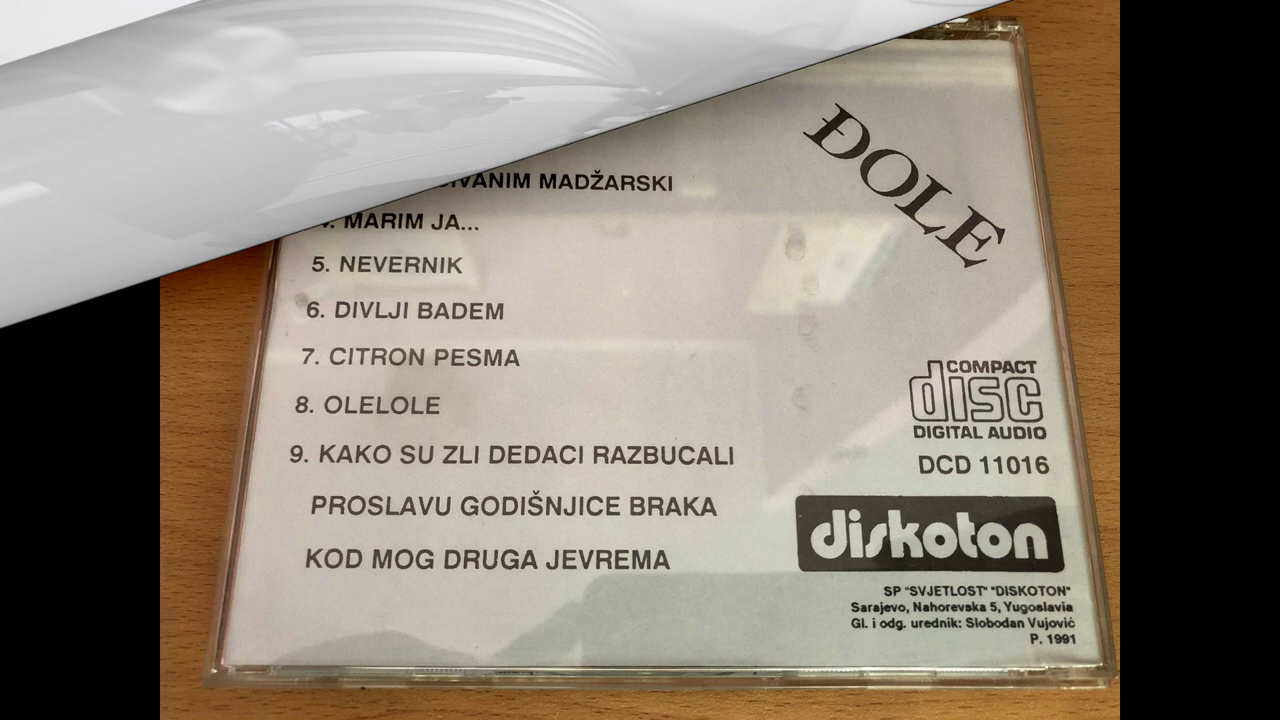 MADŽARSKI
MARIM JA...
5. NEVERNIK
6. DIVLJI BADEM
7. CITRON PESMA
8. OLELOLE
9. KAKO SU ZLI DEDACI RAZBUCALI
PROSLAVU GODIŠNJICE BRAKA
KOD MOG DRUGA JEVREMA
ĐOLE
COMPACT
disc
DIGITAL AUDIO
DCD 11016
diskoton
SP "SVJETLOST" "DISKOTON"
Sarajevo, Nahorevska 5, Yugoslavia
Gl. i odg. urednik: Slobodan Vujović
P. 1991